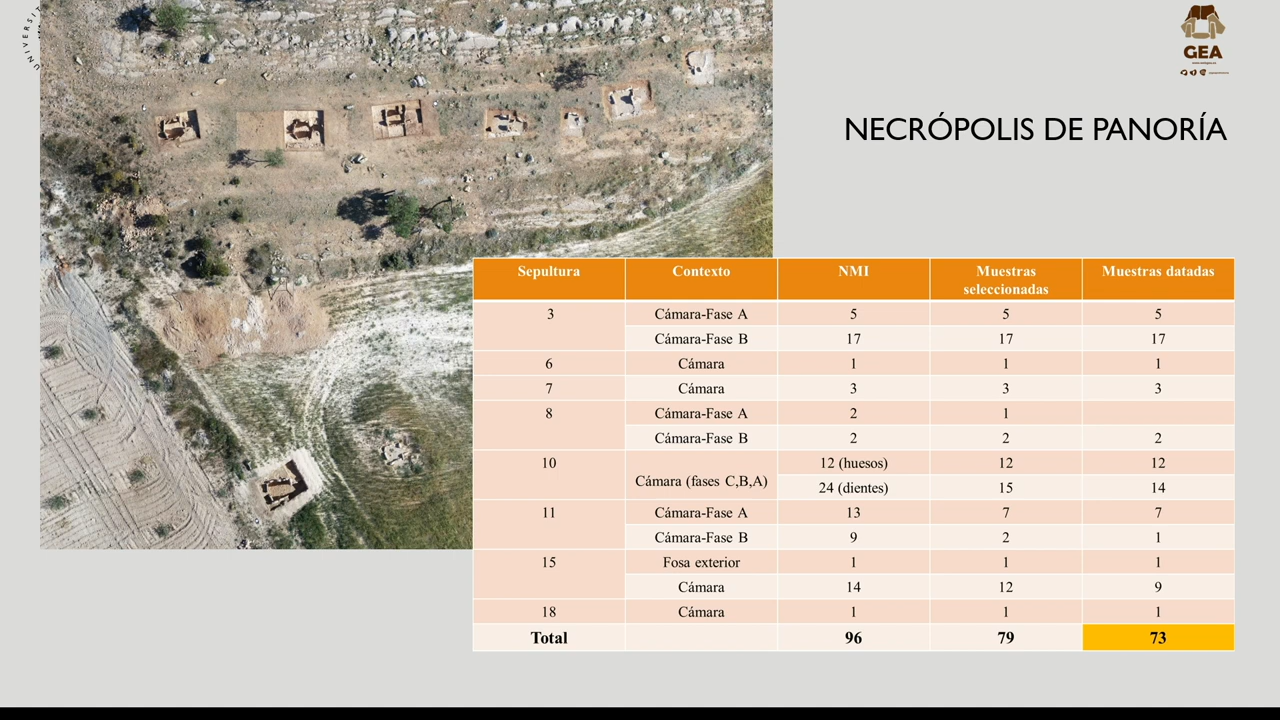 UNIVERSIT
GEA
NECRÓPOLIS DE PANORÍA
Sepultura Contexto NMI Muestras seleccionadas Muestras datadas
3 Cámara-Fase A 5 5 5
Cámara-Fase B 17 17 17
6 Cámara 1 1 1
7 Cámara 3 3 3
8 Cámara-Fase A 2 1
Cámara-Fase B 2 2 2
10 Cámara (fases C,B,A) 12 (huesos) 12 12
24 (dientes) 15 14
11 Cámara-Fase A 13 7 7
Cámara-Fase B 9 2 1
15 Fosa exterior 1 1 1
Cámara 14 12 9
18 Cámara 1 1 1
Total 96 79 73